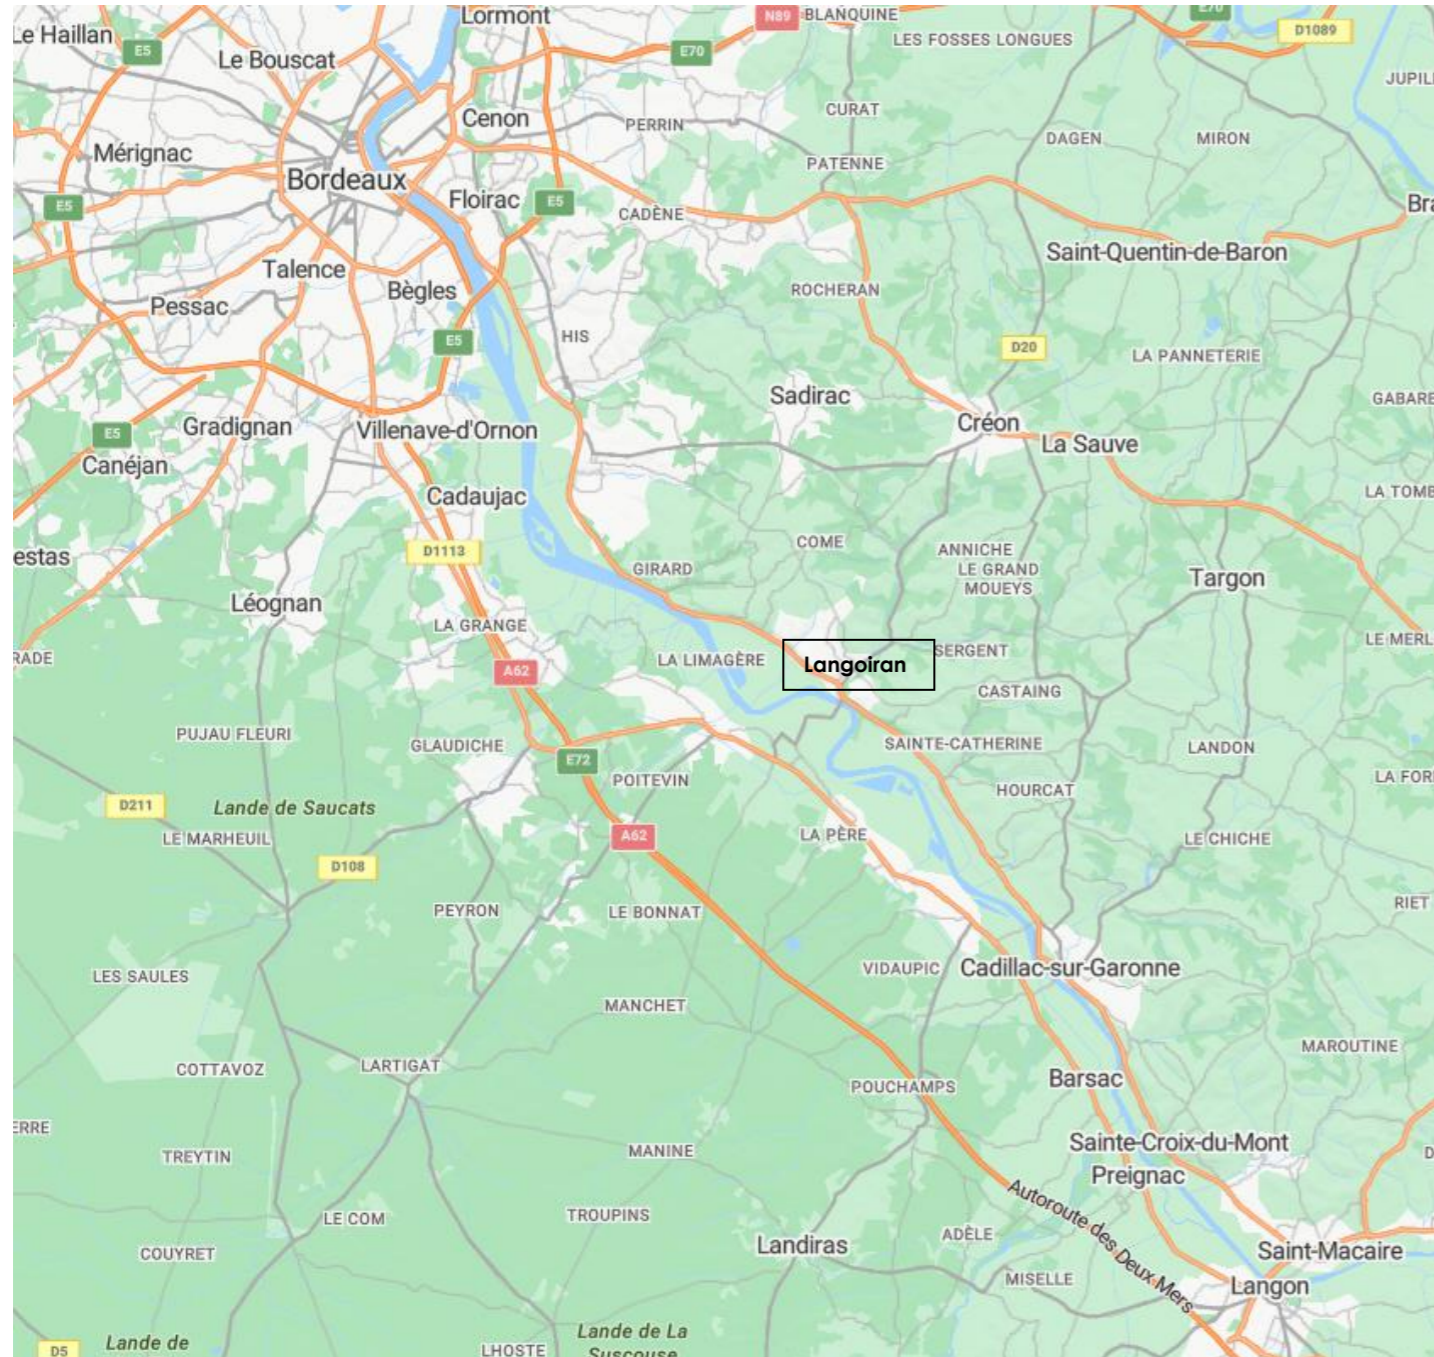 Lormont
N89
BLANQUINE
E70
D1089
Le Haillan
E5
Le Bouscat
E70
LES FOSSES LONGUES
CURAT
Cenon
PERRIN
DAGEN
MIRON
Mérignac
PATENNE
Bordeaux
Floirac
E5
E5
CADÈNE
Saint-Quentin-de-Baron
Talence
Bègles
ROCHERAN
Pessac
HIS
E5
D20
LA PANNETERIE
Sadirac
Créon
E5
Gradignan
Villenave-d'Ornon
La Sauve
Canéjan
Cadaujac
D1113
COME
ANNICHE
LE GRAND
MOUEYS
estas
GIRARD
Targon
Léognan
LA GRANGE
RADE
A62
LA LIMAGÈRE
Langoiran
SERGENT
LE MERL
CASTAING
PUJAU FLEURI
GLAUDICHE
SAINTE-CATHERINE
LANDON
E72
POITEVIN
LA FOR
HOURCAT
D211
Lande de Saucats
LE MARHEUIL
A62
LA PÈRE
LE CHICHE
D108
PEYRON
LE BONNAT
RIET
LES SAULES
VIDAUPIC
Cadillac-sur-Garonne
MANCHET
MAROUTINE
COTTAVOZ
LARTIGAT
POUCHAMPS
Barsac
ERRE
TREYTIN
MANINE
Sainte-Croix-du-Mont
Preignac
LE COM
TROUPINS
Autoroute des Deux Mers
COUYRET
Landiras
ADÈLE
Saint-Macaire
MISELLE
Langon
D5
Lande de
LHOSTE
Lande de La
Suscouse